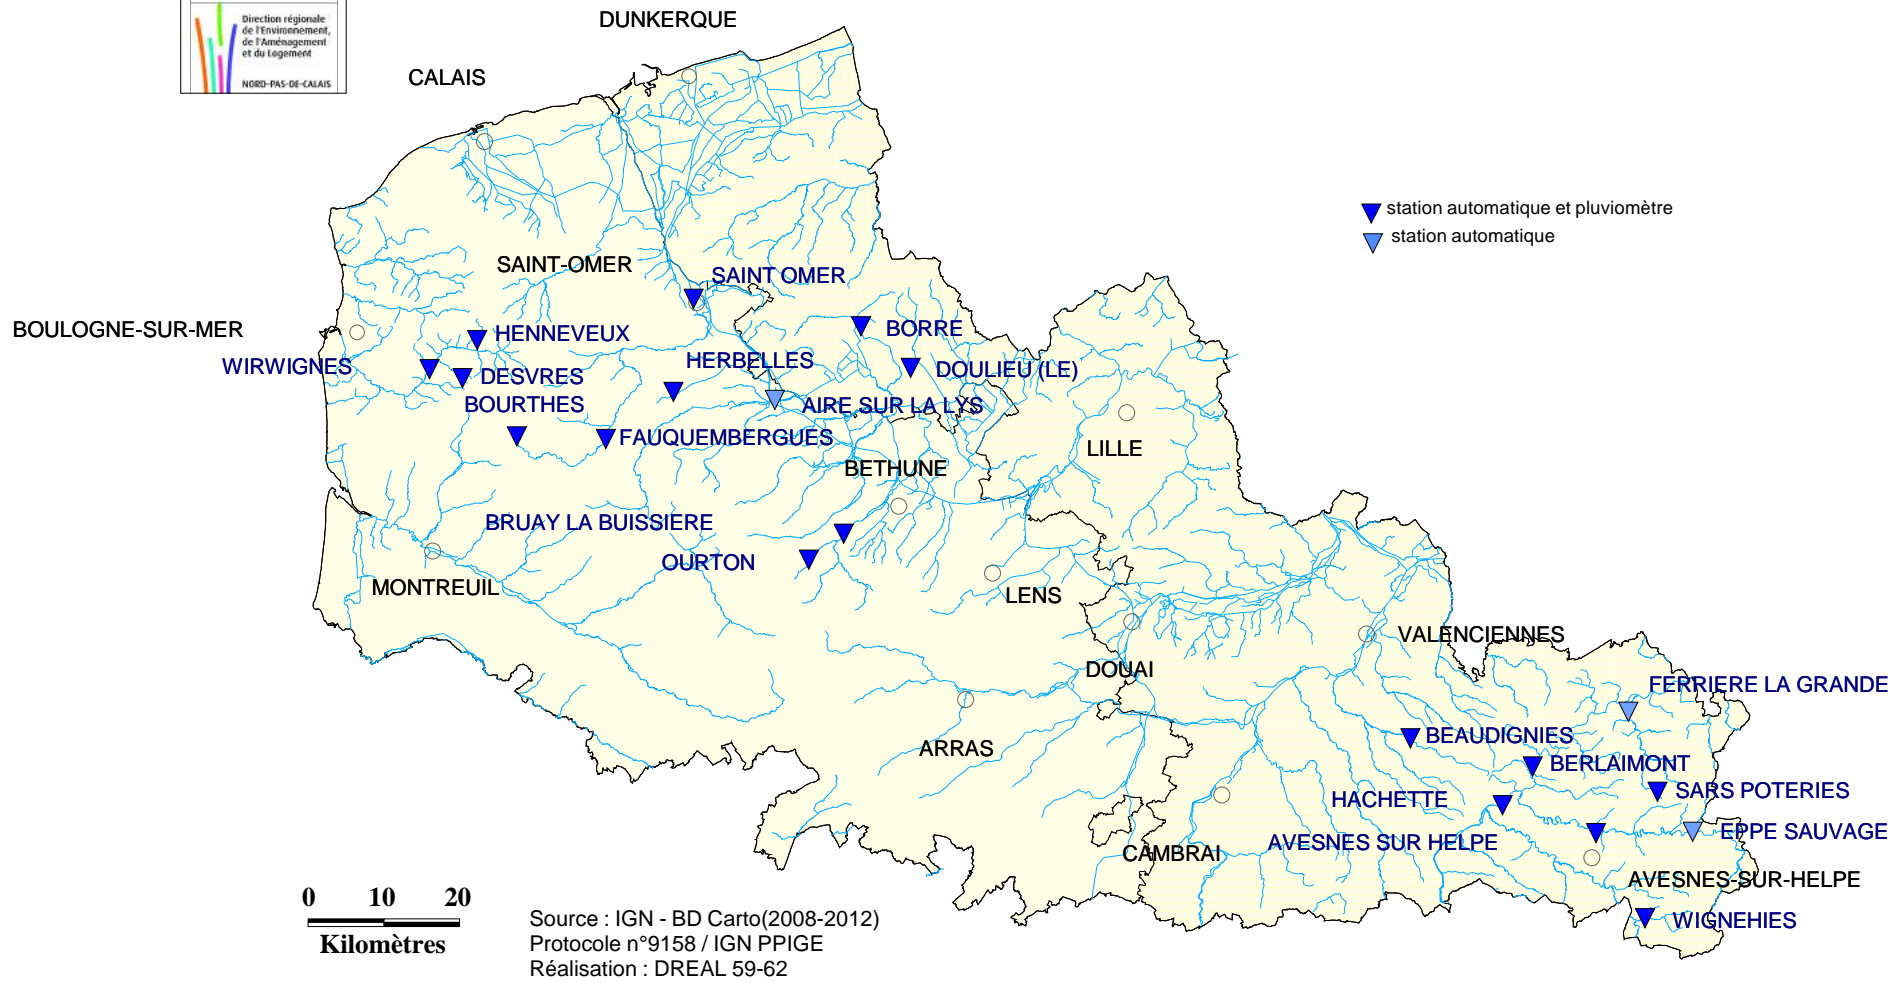 Direction régionale
de l'Environnement,
de l'Aménagement
et du Logement
NORD-PAS-DE-CALAIS
DUNKERQUE
CALAIS
station automatique et pluviomètre
station automatique
SAINT-OMER
SAINT OMER
BOULOGNE-SUR-MER
HENNEVEUX
BORRE
WIRWIGNES
HERBELLES
DOULIEU (LE)
DESVRES
BOURTHES
AIRE SUR LA LYS
FAUQUEMBERGUES
LILLE
BETHUNE
BRUAY LA BUISSIERE
OURTON
MONTREUIL
LENS
VALENCIENNES
DOUAI
FERRIERE LA GRANDE
ARRAS
BEAUDIGNIES
BERLAIMONT
SARS POTERIES
HACHETTE
EPPE SAUVAGE
AVESNES SUR HELPE
CAMBRAI
AVESNES-SUR-HELPE
WIGNEHIES
0 10 20
Kilomètres
Source : IGN - BD Carto(2008-2012)
Protocole n°9158 / IGN PPIGE
Réalisation : DREAL 59-62